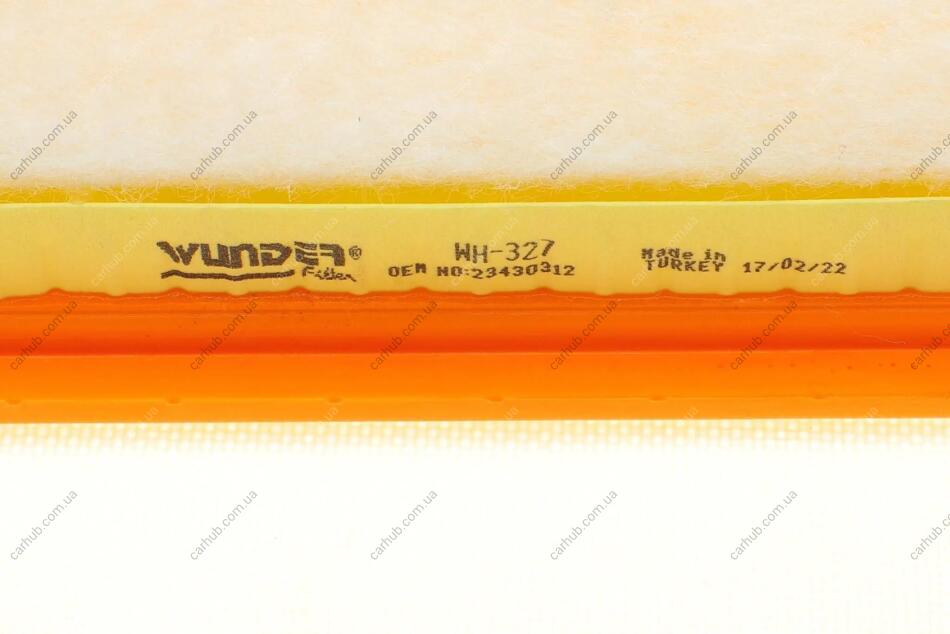 WUNDER® WH-327 Made in
Filter OEM NO:23430312 TURKEY 17/02/22
carhub.com.ua